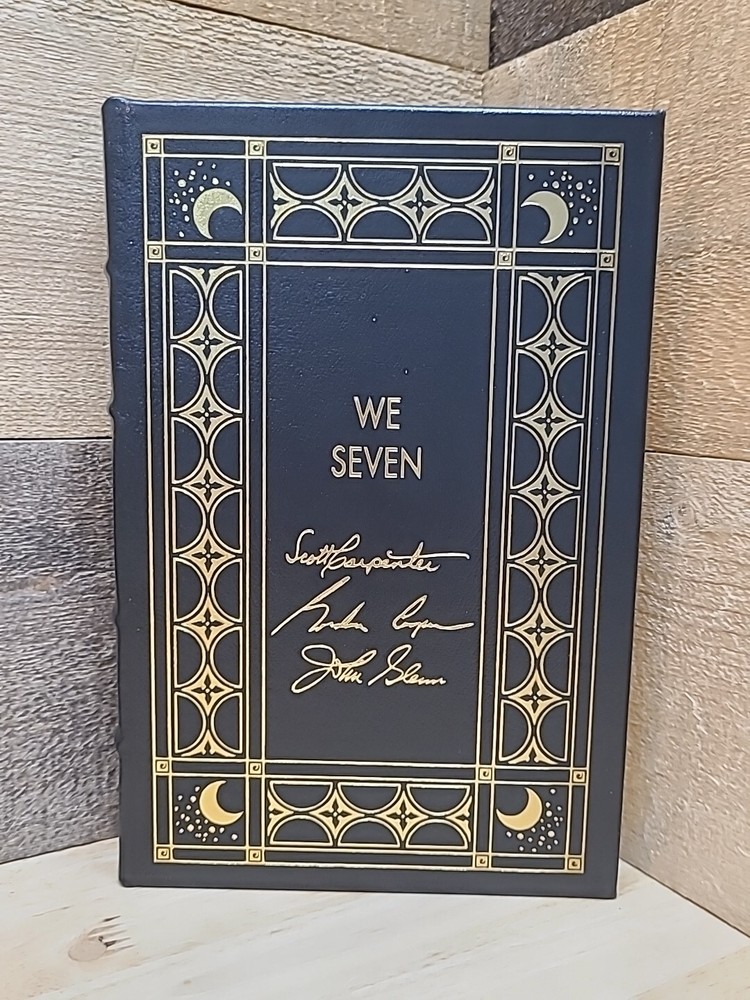 WE
SEVEN
Scott Carpenter
Gordon Cooper
John Glenn